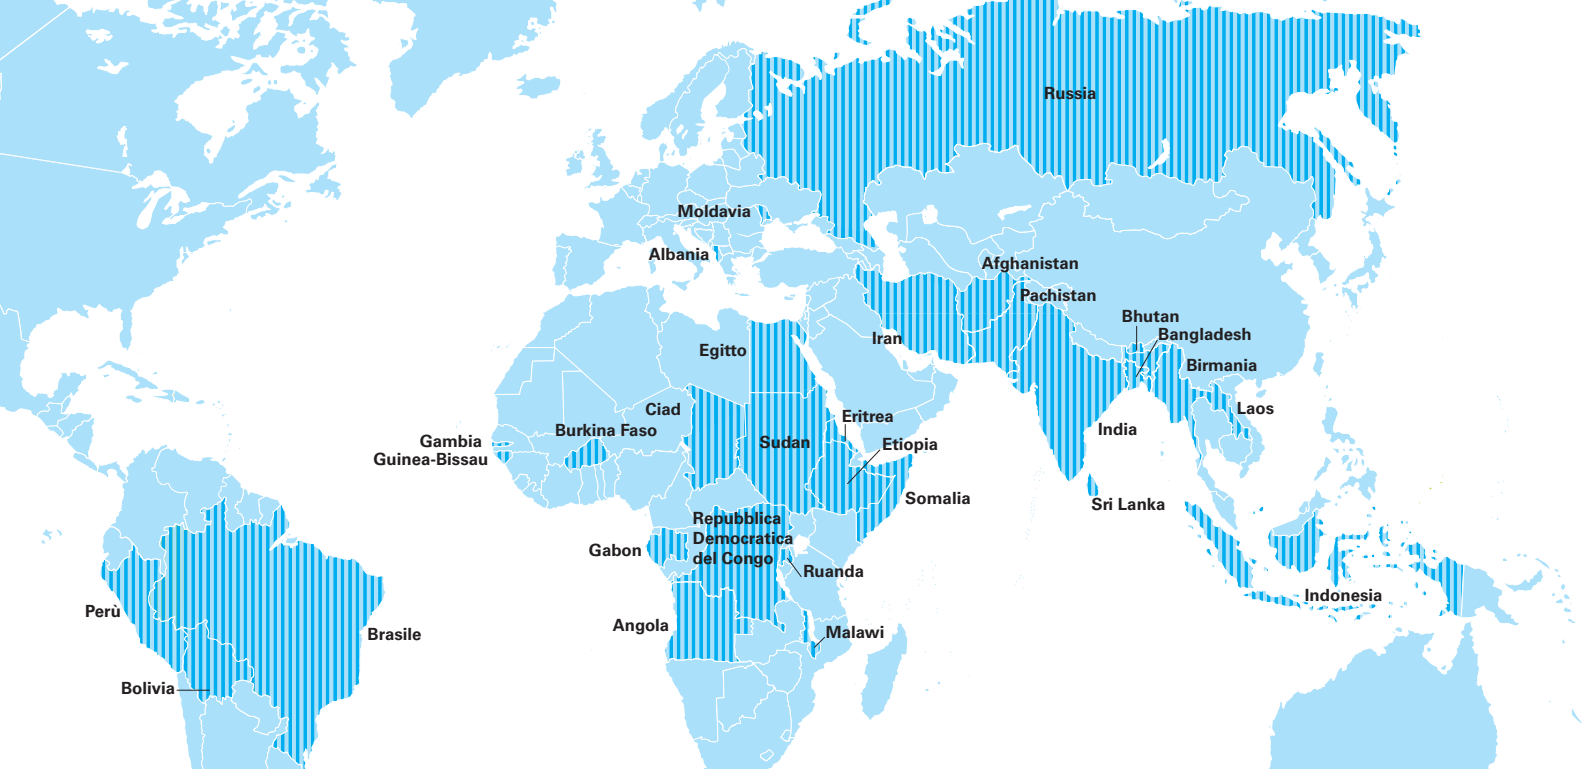 Russia
Moldavia
Albania
Afghanistan
Pachistan
Bhutan
Bangladesh
Iran
Egitto
Birmania
Ciad
Laos
Eritrea
Burkina Faso
India
Gambia
Sudan
Etiopia
Guinea-Bissau
Somalia
Sri Lanka
Repubblica
Democratica
del Congo
Gabon
Ruanda
Indonesia
Perù
Angola
Malawi
Brasile
Bolivia